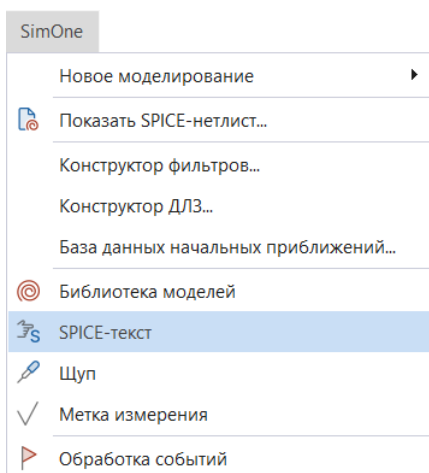 SimOne
Новое моделирование
Показать SPICE-нетлист...
Конструктор фильтров...
Конструктор ДЛЗ...
База данных начальных приближений...
Библиотека моделей
SPICE-текст
Щуп
Метка измерения
Обработка событий